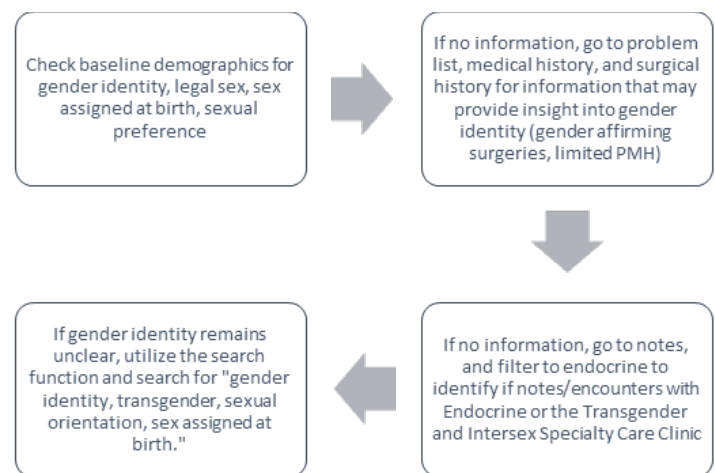 Check baseline demographics for
gender identity, legal sex, sex
assigned at birth, sexual
preference
If no information, go to problem
list, medical history, and surgical
history for information that may
provide insight into gender
identity (gender affirming
surgeries, limited PMH)
If no information, go to notes,
and filter to endocrine to
identify if notes/encounters with
Endocrine or the Transgender
and Intersex Specialty Care Clinic
If gender identity remains
unclear, utilize the search
function and search for "gender
identity, transgender, sexual
orientation, sex assigned at
birth."